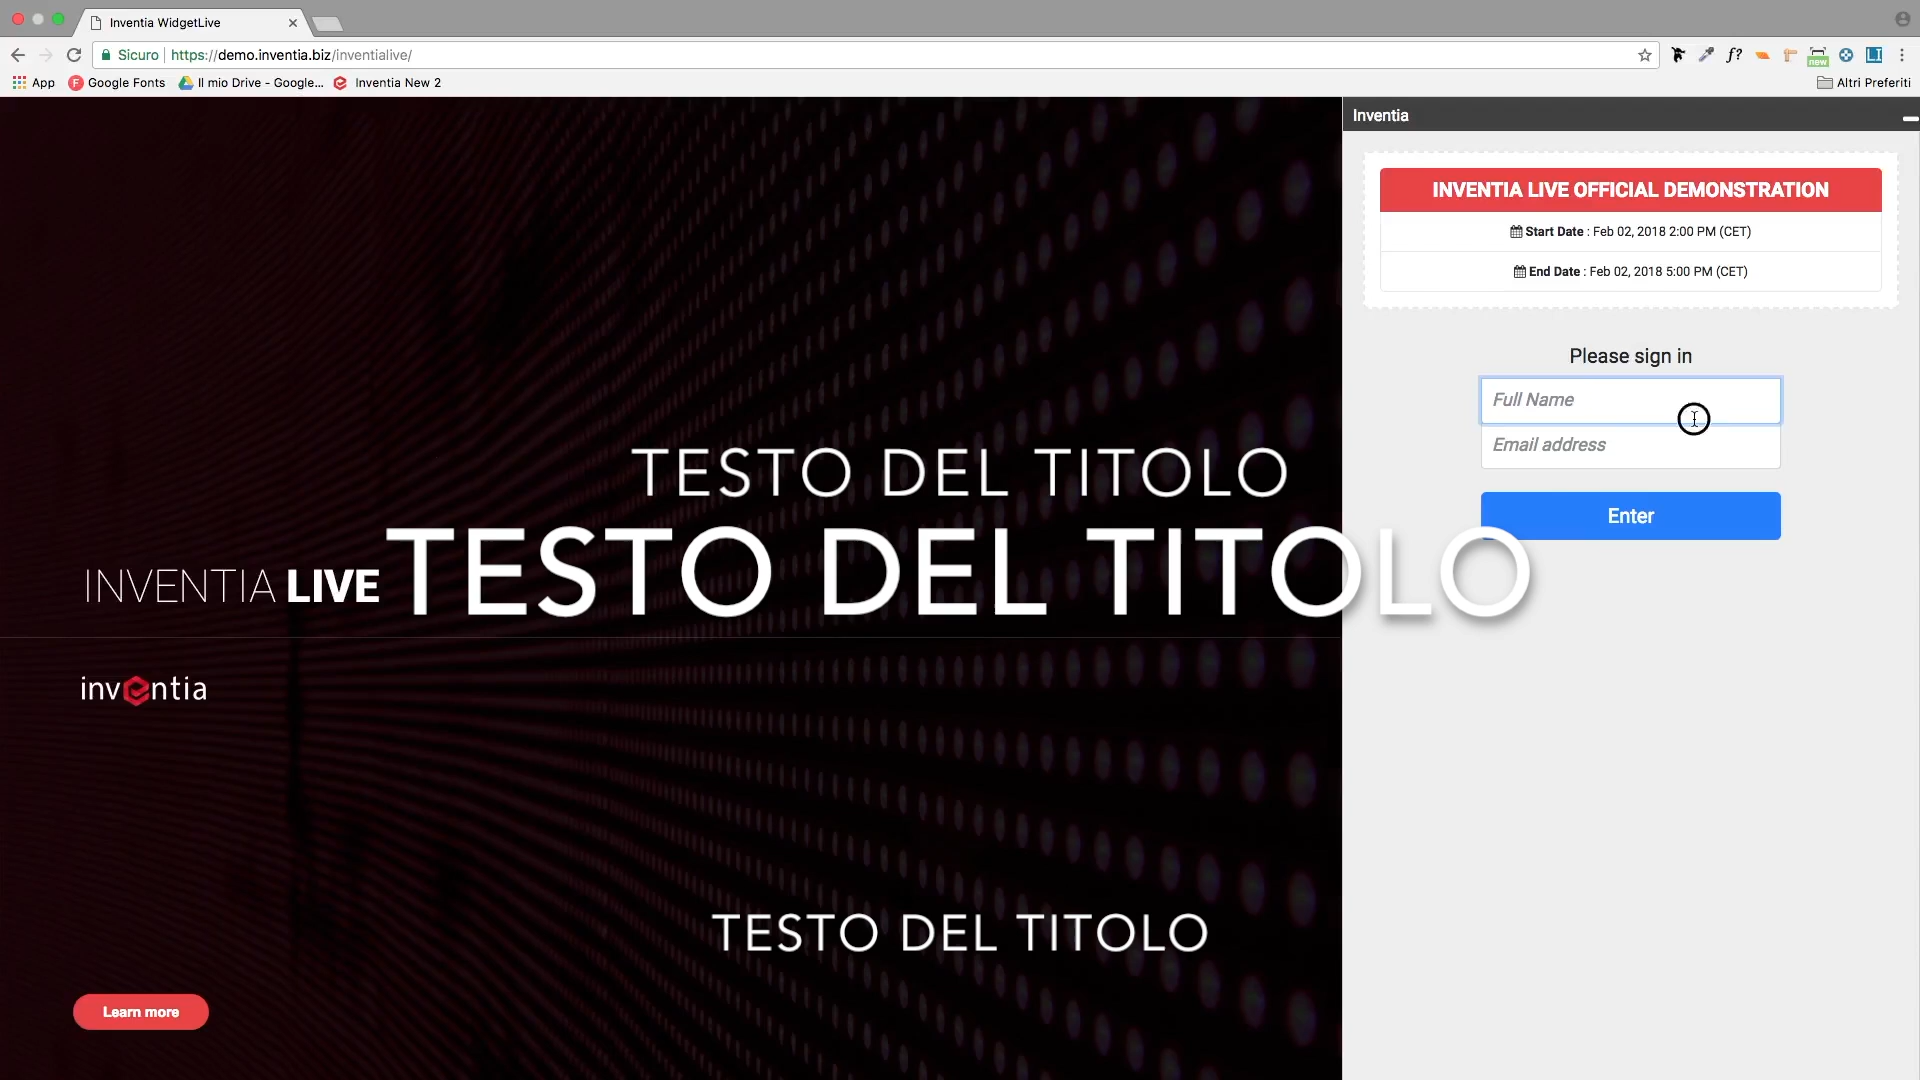 Inventia WidgetLive
Sicuro https://demo.inventia.biz/inventialive/
f?
new
LI
App
Google Fonts
Il mio Drive - Google...
Inventia New 2
Altri Preferiti
Inventia
INVENTIA LIVE OFFICIAL DEMONSTRATION
Start Date : Feb 02, 2018 2:00 PM (CET)
End Date : Feb 02, 2018 5:00 PM (CET)
Please sign in
Full Name
Email address
Enter
TESTO DEL TITOLO
TESTO DEL TITOLO
INVENTIA LIVE
inventia
TESTO DEL TITOLO
Learn more